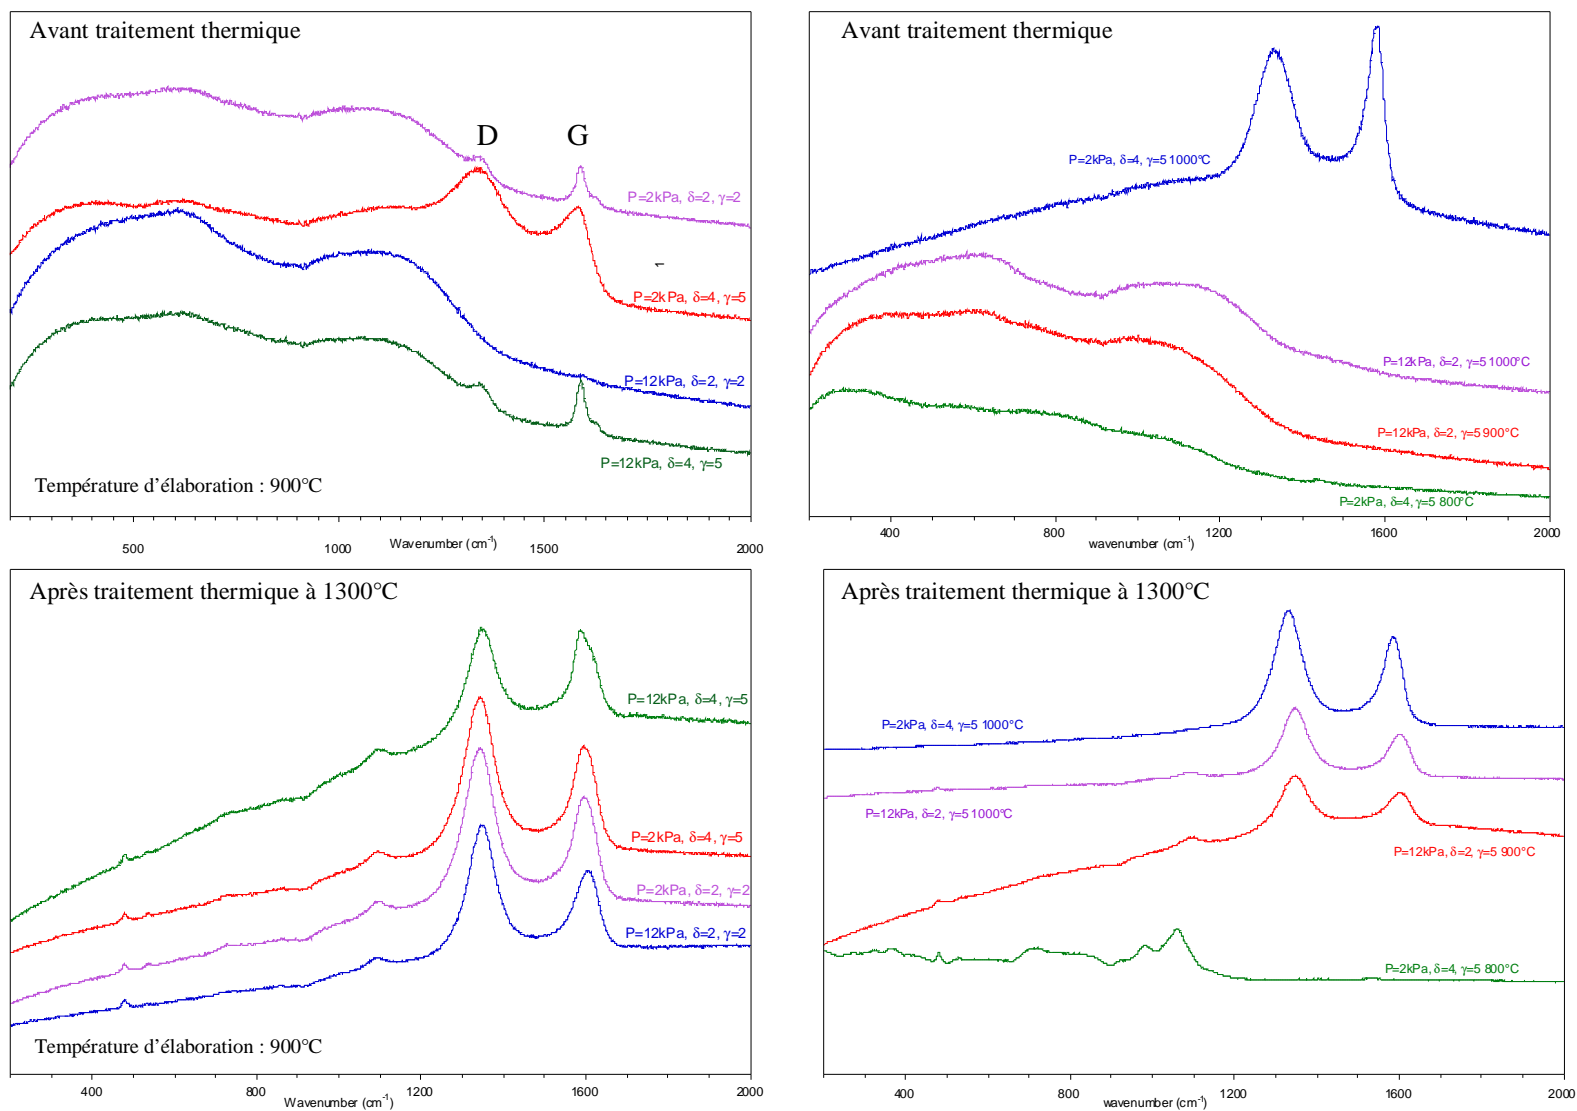 Avant traitement thermique
D
G
P=2kPa, δ=2, γ=2
P=2kPa, δ=4, γ=5
1
P=12kPa, δ=2, γ=2
P=12kPa, δ=4, γ=5
Température d'élaboration : 900°C
500
1000
1500
2000
Wavenumber (cm-1)
Avant traitement thermique
P=2kPa, δ=4, γ=5 1000°C
P=12kPa, δ=2, γ=5 1000°C
P=12kPa, δ=2, γ=5 900°C
P=2kPa, δ=4, γ=5 800°C
400
800
1200
1600
2000
wavenumber (cm-1)
Après traitement thermique à 1300°C
P=12kPa, δ=4, γ=5
P=2kPa, δ=4, γ=5
P=2kPa, δ=2, γ=2
P=12kPa, δ=2, γ=2
Température d'élaboration : 900°C
400
800
1200
1600
2000
Wavenumber (cm-1)
Après traitement thermique à 1300°C
P=2kPa, δ=4, γ=5 1000°C
P=12kPa, δ=2, γ=5 1000°C
P=12kPa, δ=2, γ=5 900°C
P=2kPa, δ=4, γ=5 800°C
400
800
1200
1600
2000
wavenumber (cm-1)